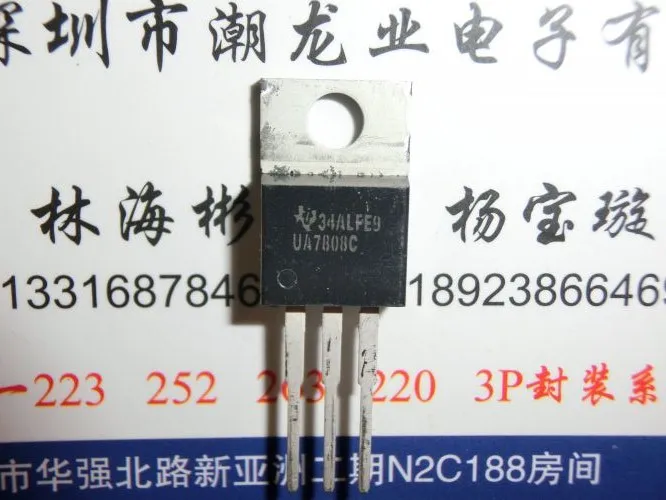 深圳市潮龙业电子有
林海彬
杨宝璇
34ALFE9
UA7808C
1331687846
1892386646
223 252 263 220 3P封装系
市华强北路新亚洲二期N2C188房间